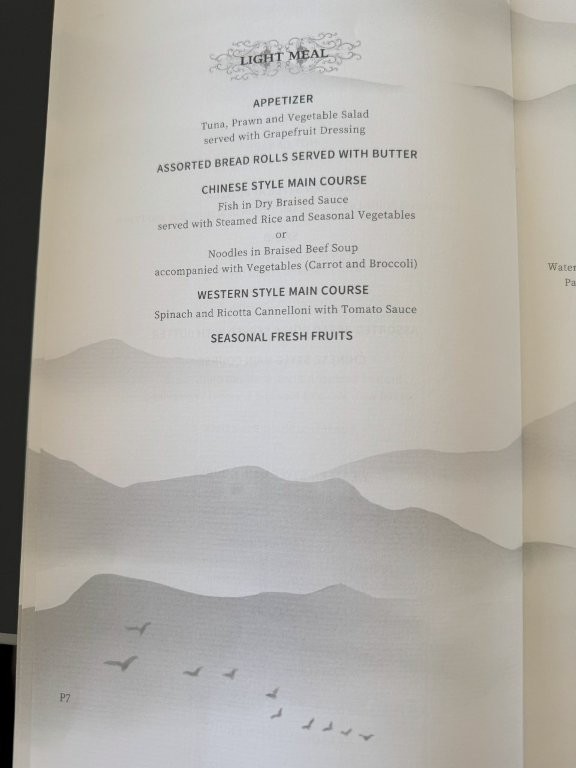 LIGHT MEAL
APPETIZER
Tuna, Prawn and Vegetable Salad
served with Grapefruit Dressing
ASSORTED BREAD ROLLS SERVED WITH BUTTER
CHINESE STYLE MAIN COURSE
Fish in Dry Braised Sauce
served with Steamed Rice and Seasonal Vegetables
or
Noodles in Braised Beef Soup
accompanied with Vegetables (Carrot and Broccoli)
WESTERN STYLE MAIN COURSE
Spinach and Ricotta Cannelloni with Tomato Sauce
SEASONAL FRESH FRUITS
P7
Water
Pa